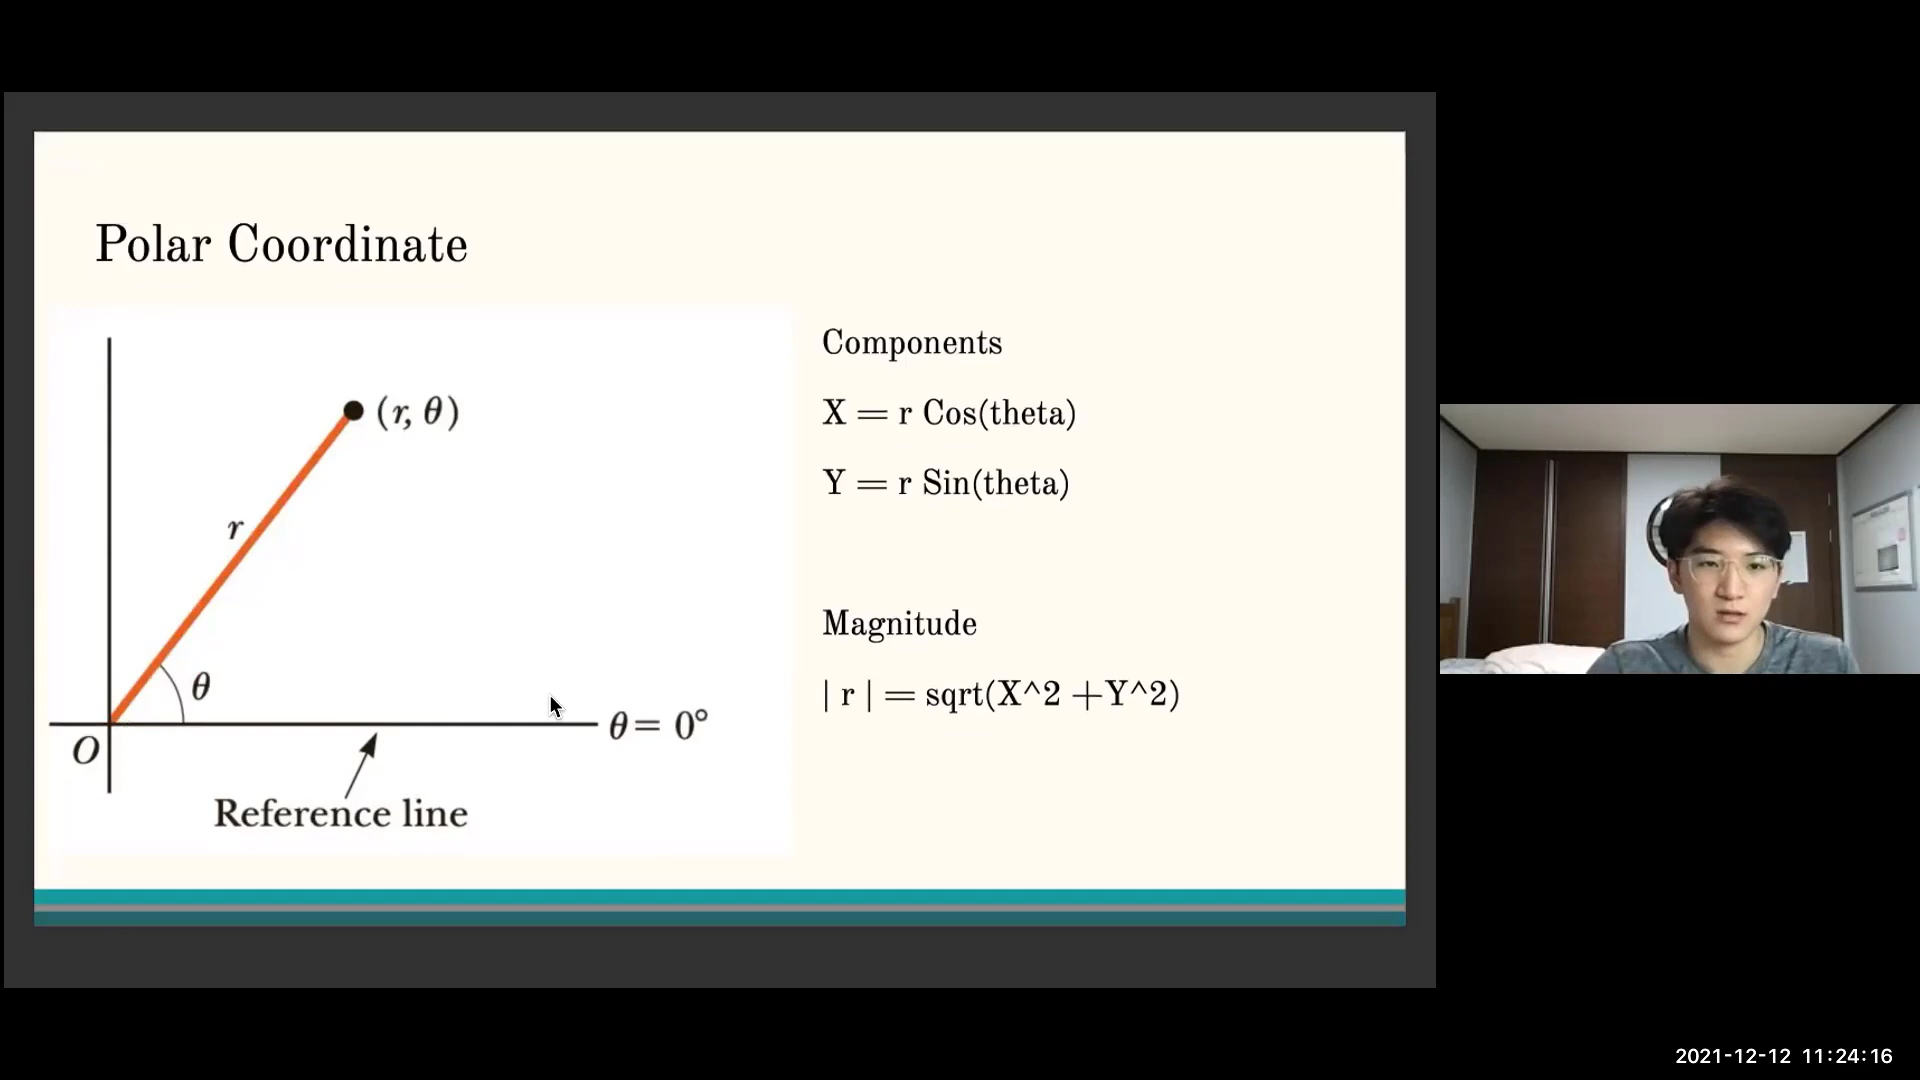 Polar Coordinate
(r, θ)
r
θ
θ = 0°
O
Reference line
Components
X = r Cos(theta)
Y = r Sin(theta)
Magnitude
| r | = sqrt(X^2 +Y^2)
2021-12-12 11:24:16